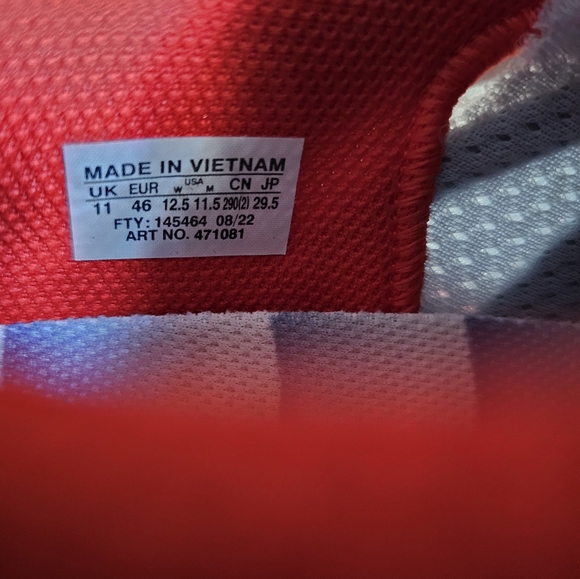 MADE IN VIETNAM
UK EUR W USA M CN JP
11 46 12.5 11.5 290(2) 29.5
FTY: 145464 08/22
ART NO. 471081